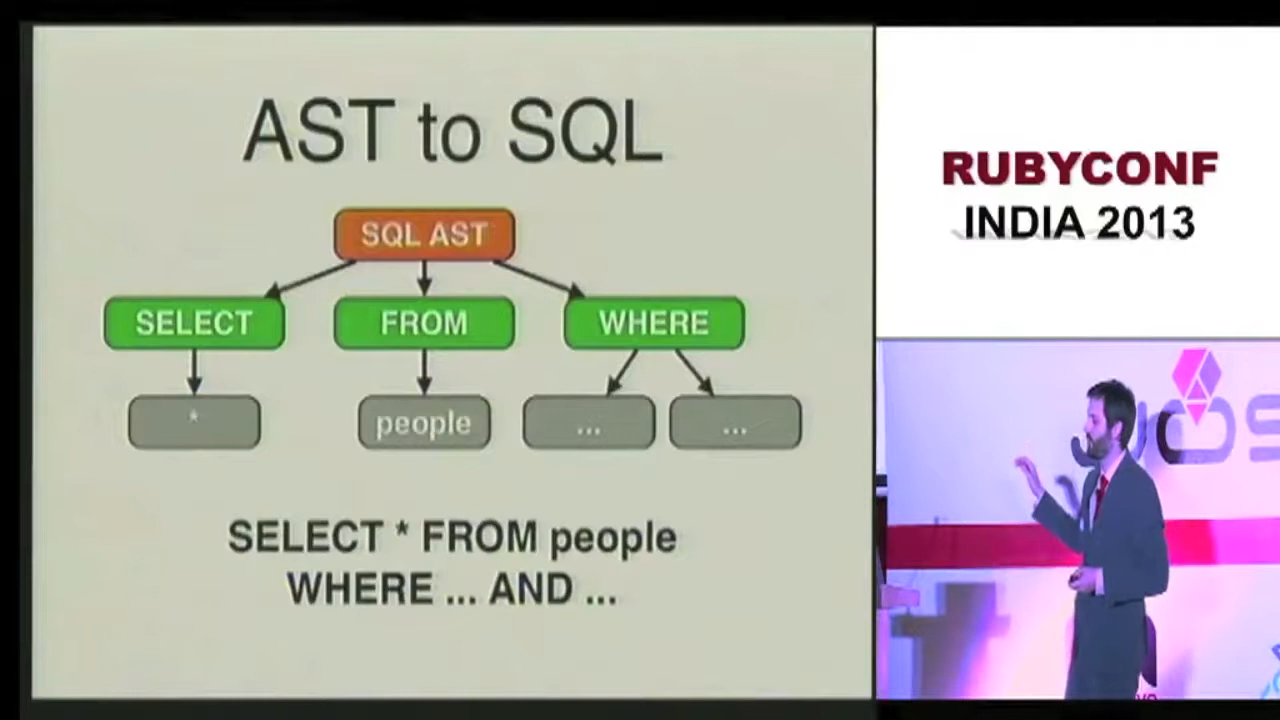 AST to SQL
SQL AST
SELECT FROM WHERE
* people ... ...
SELECT * FROM people
WHERE ... AND ...
RUBYCONF
INDIA 2013